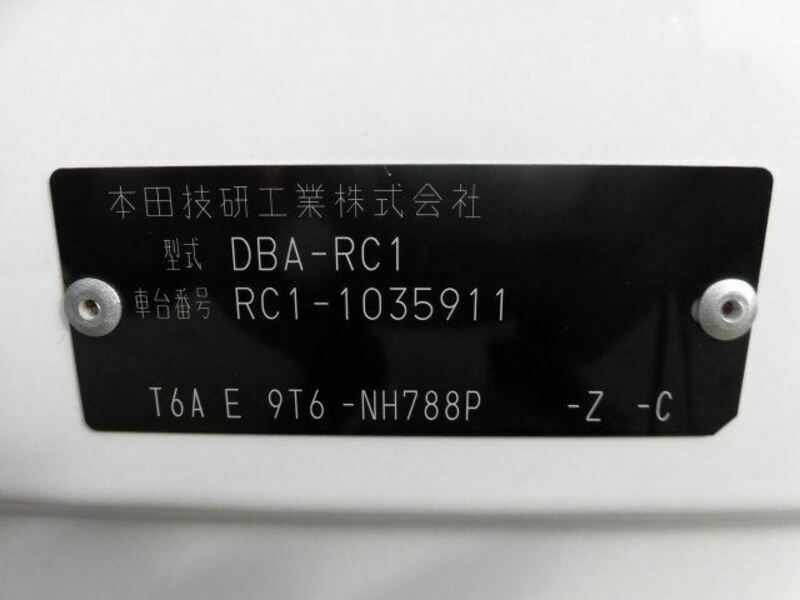 本田技研工業株式会社
型式 DBA-RC1
車台番号 RC1-1035911
T6A E 9T6 -NH788P -Z -C